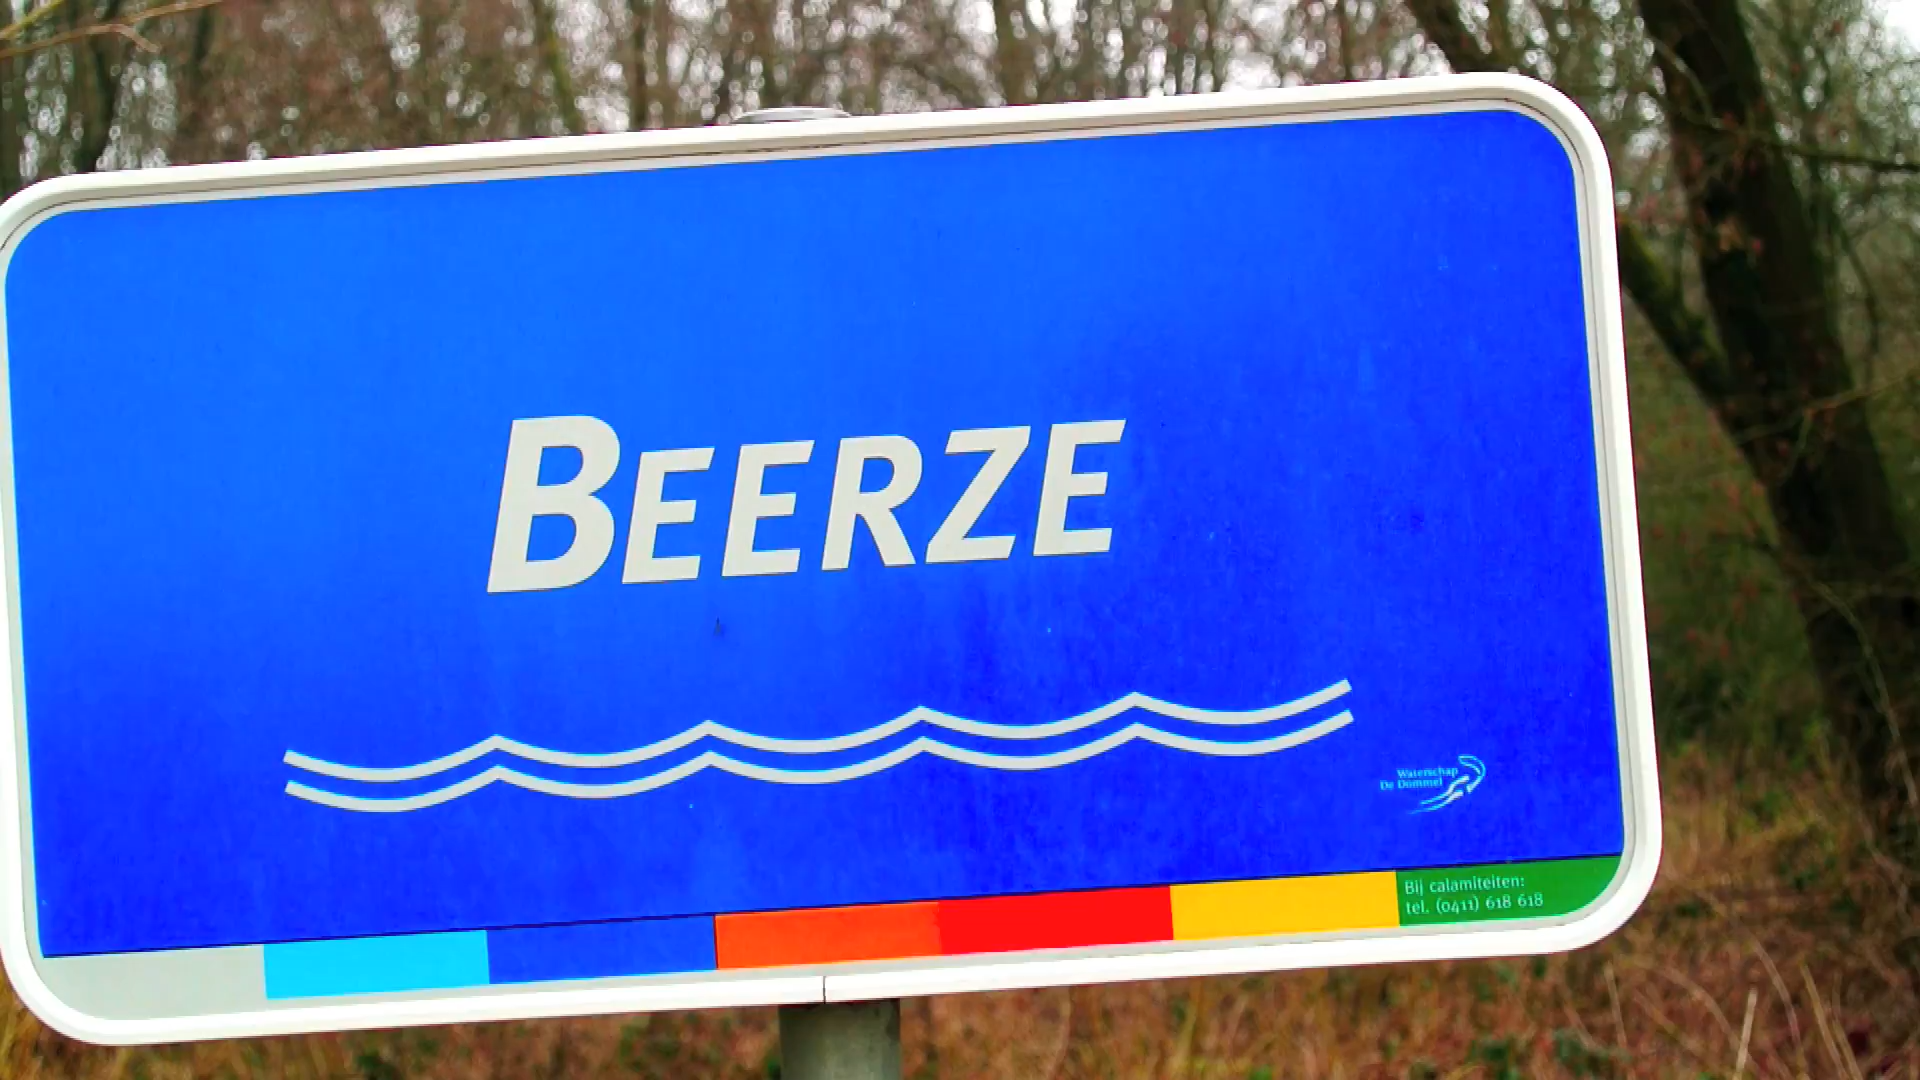 BEERZE
Waterschap
De Dommel
Bij calamiteiten:
tel. (0411) 618 618